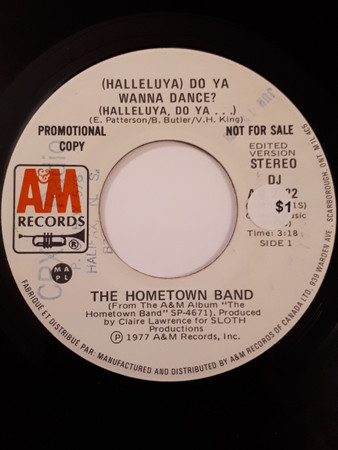 (HALLELUYA) DO YA
WANNA DANCE?
(HALLELUYA, DO YA . . .)
(E. Patterson/B. Butler/V.H. King)
PROMOTIONAL
COPY
NOT FOR SALE
EDITED
VERSION
STEREO
DJ
$1
Time: 3:18
SIDE 1
A&M
RECORDS
HALIFAX, N. S.
M A P L
THE HOMETOWN BAND
(From The A&M Album "The
Hometown Band" SP-4671). Produced
by Claire Lawrence for SLOTH
Productions
Ⓟ 1977 A&M Records, Inc.
FABRIQUE ET DISTRIBUE PAR: MANUFACTURED AND DISTRIBUTED BY A&M RECORDS OF CANADA LTD. 939 WARDEN AVE. SCARBOROUGH, ONT. M1L 4C5